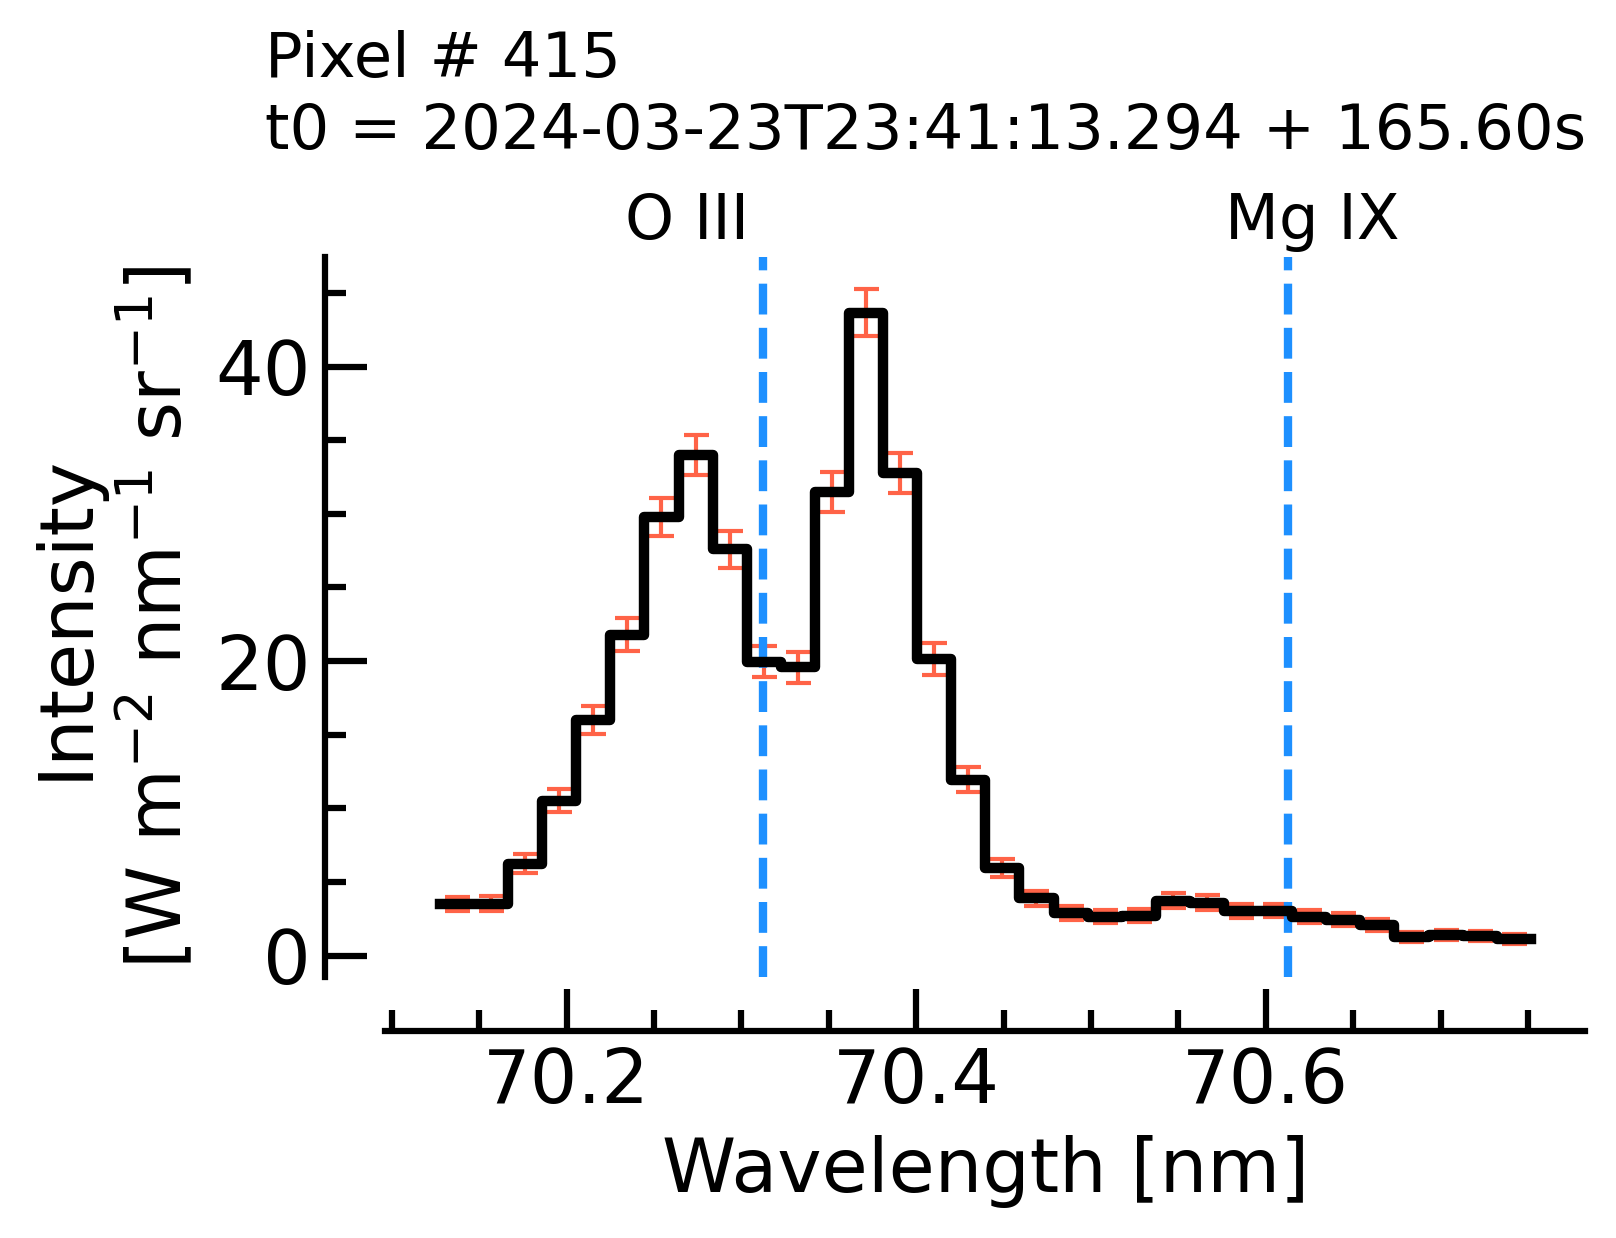 Pixel # 415
t0 = 2024-03-23T23:41:13.294 + 165.60s
O III
Mg IX
Intensity
[W m⁻² nm⁻¹ sr⁻¹]
40
20
0
70.2
70.4
70.6
Wavelength [nm]